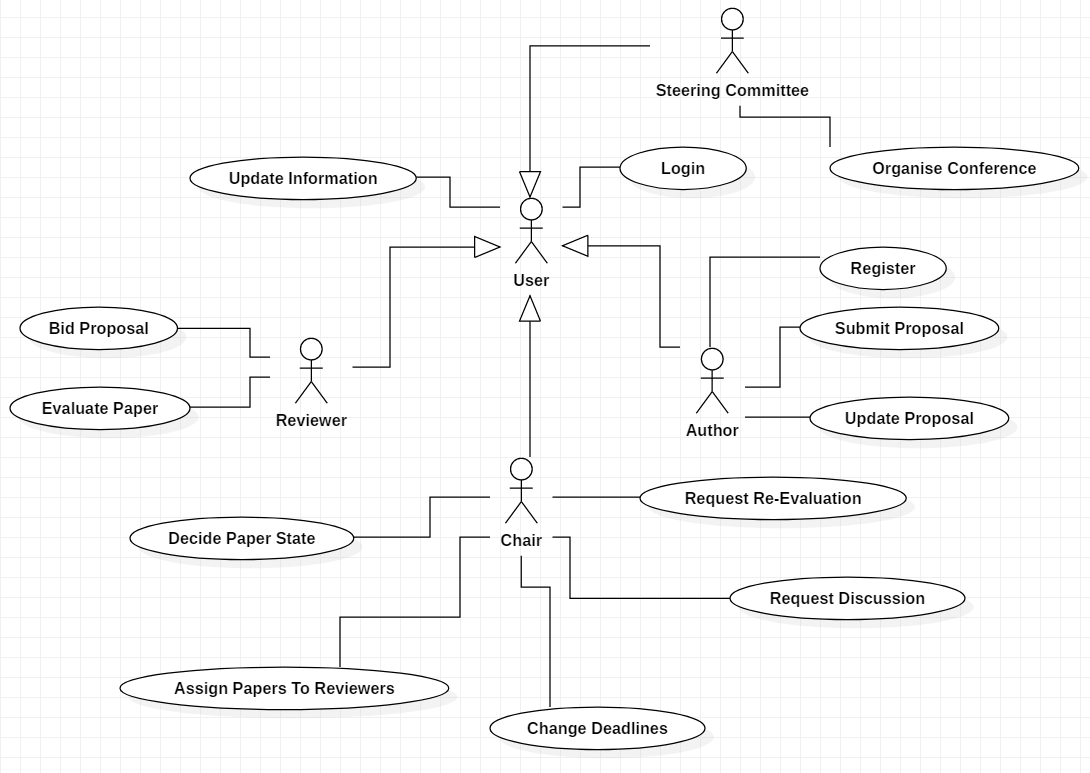 Steering Committee
Login
Organise Conference
Update Information
Register
User
Bid Proposal
Submit Proposal
Evaluate Paper
Reviewer
Update Proposal
Author
Request Re-Evaluation
Decide Paper State
Chair
Request Discussion
Assign Papers To Reviewers
Change Deadlines